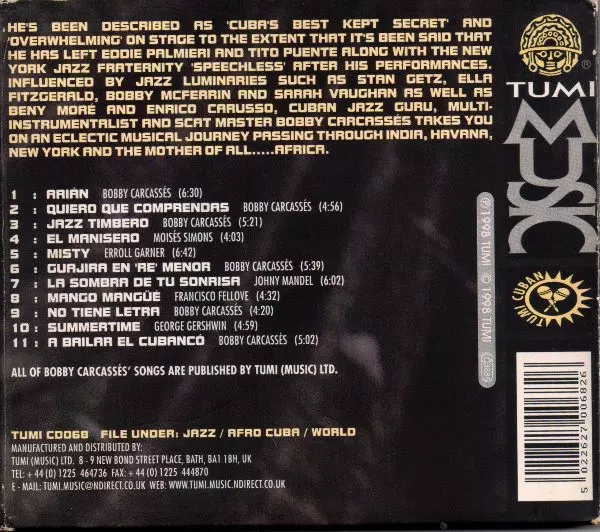 HE'S BEEN DESCRIBED AS 'CUBA'S BEST KEPT SECRET' AND
'OVERWHELMING' ON STAGE TO THE EXTENT THAT IT'S BEEN SAID THAT
HE HAS LEFT EDDIE PALMIERI AND TITO PUENTE ALONG WITH THE NEW
YORK JAZZ FRATERNITY 'SPEECHLESS' AFTER HIS PERFORMANCES.
INFLUENCED BY JAZZ LUMINARIES SUCH AS STAN GETZ, ELLA
FITZGERALD, BOBBY MCFERRIN AND SARAH VAUGHAN AS WELL AS
BENY MORÉ AND ENRICO CARUSSO, CUBAN JAZZ GURU, MULTI-
INSTRUMENTALIST AND SCAT MASTER BOBBY CARCASSÉS TAKES YOU
ON AN ECLECTIC MUSICAL JOURNEY PASSING THROUGH INDIA, HAVANA,
NEW YORK AND THE MOTHER OF ALL.....AFRICA.
1 : ARIÁN BOBBY CARCASSÉS (6:30)
2 : QUIERO QUE COMPRENDAS BOBBY CARCASSÉS (4:56)
3 : JAZZ TIMBERO BOBBY CARCASSÉS (5:21)
4 : EL MANISERO MOISÉS SIMONS (4:03)
5 : MISTY ERROLL GARNER (6:42)
6 : GUAJIRA EN 'RE' MENOR BOBBY CARCASSÉS (5:39)
7 : LA SOMBRA DE TU SONRISA JOHNY MANDEL (6:02)
8 : MANGO MANGÜÉ FRANCISCO FELLOVE (4:32)
9 : NO TIENE LETRA BOBBY CARCASSÉS (4:20)
10 : SUMMERTIME GEORGE GERSHWIN (4:59)
11 : A BAILAR EL CUBANCÓ BOBBY CARCASSÉS (5:02)
ALL OF BOBBY CARCASSÉS' SONGS ARE PUBLISHED BY TUMI (MUSIC) LTD.
TUMI CD068 FILE UNDER: JAZZ / AFRO CUBA / WORLD
MANUFACTURED AND DISTRIBUTED BY:
TUMI (MUSIC) LTD. 8 - 9 NEW BOND STREET PLACE, BATH, BA1 1BH, UK
TEL: + 44 (0) 1225 464736 FAX: + 44 (0) 1225 444870
E - MAIL: TUMI.MUSIC@NDIRECT.CO.UK WEB: WWW.TUMI.MUSIC.NDIRECT.CO.UK
®
TUMI
MUSIC
℗ 1998 TUMI © 1998 TUMI
TUMI CUBAN
5 022627 006826